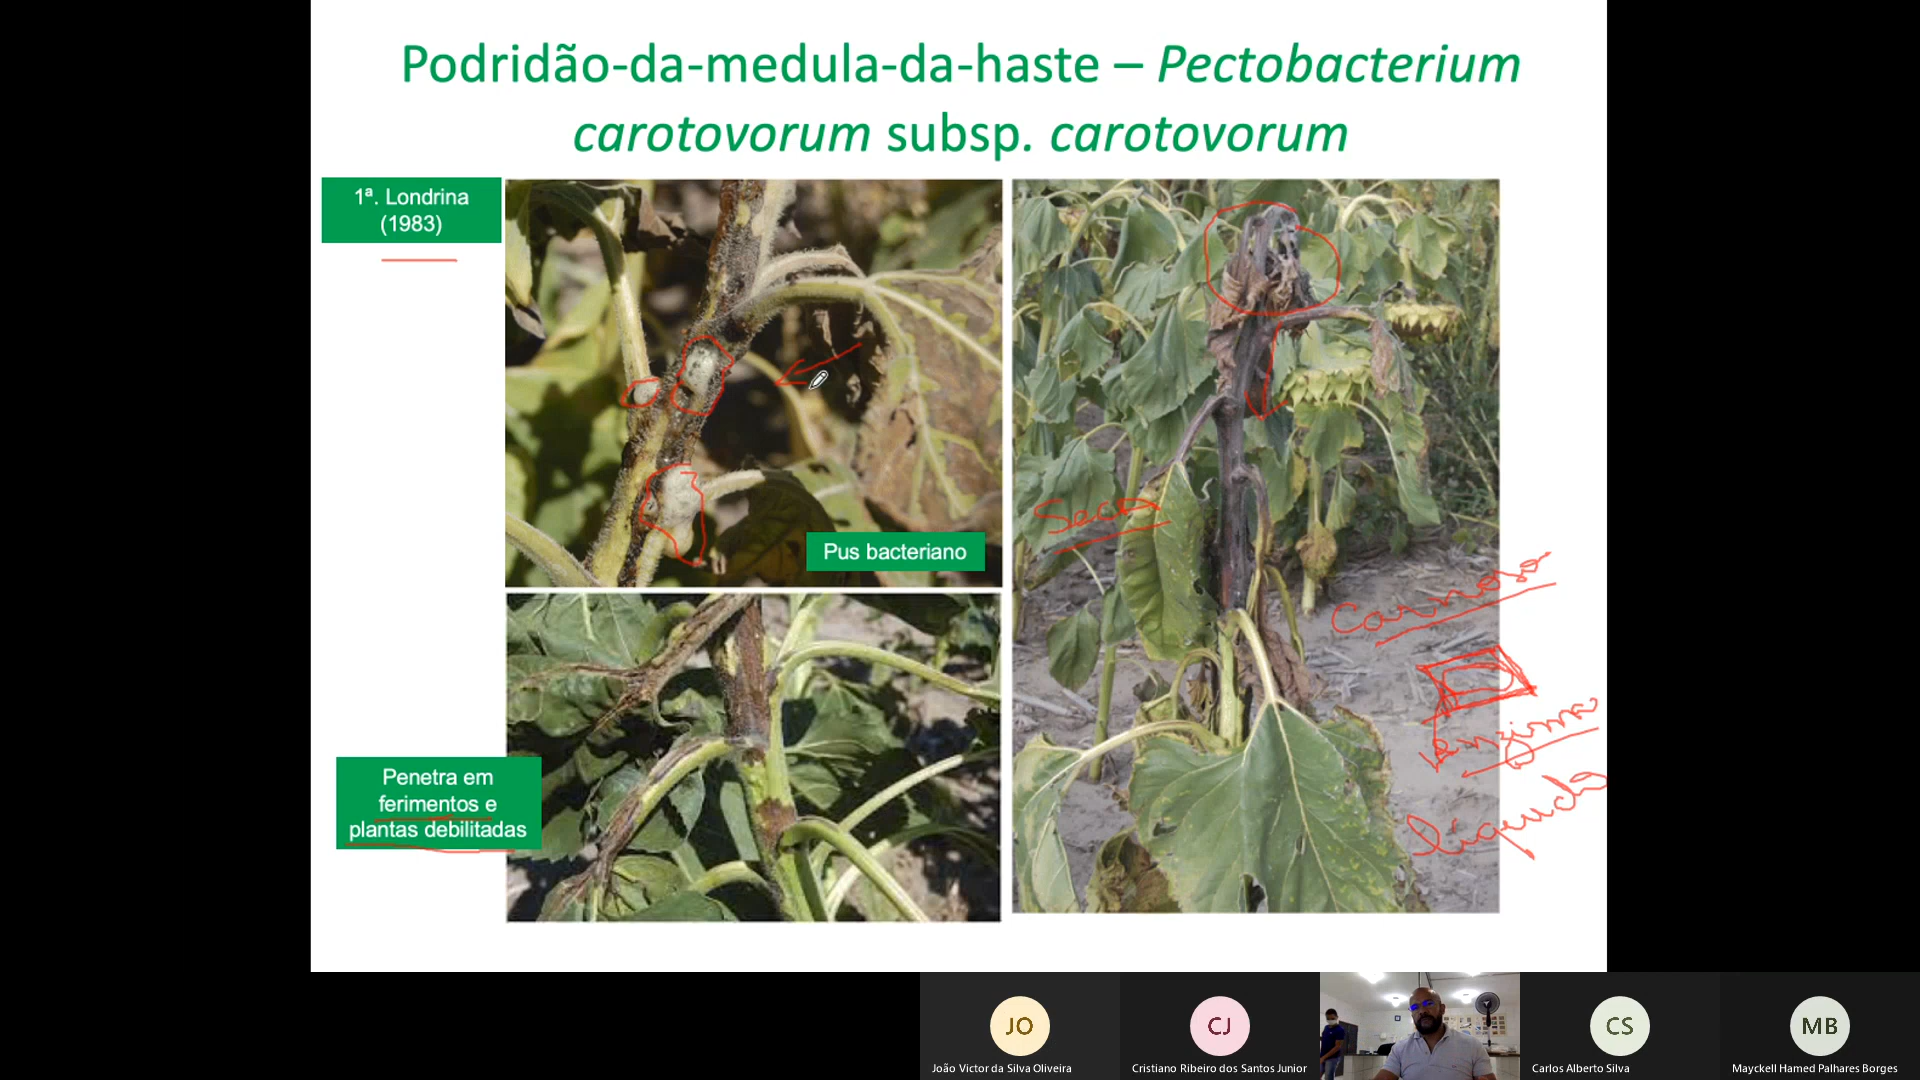 Podridão-da-medula-da-haste – Pectobacterium
carotovorum subsp. carotovorum
1ª. Londrina
(1983)
Pus bacteriano
Seca
Carnosa
enzima
líquida
Penetra em
ferimentos e
plantas debilitadas
JO
CJ
CS
MB
João Victor da Silva Oliveira
Cristiano Ribeiro dos Santos Junior
Carlos Alberto Silva
Mayckell Hamed Palhares Borges